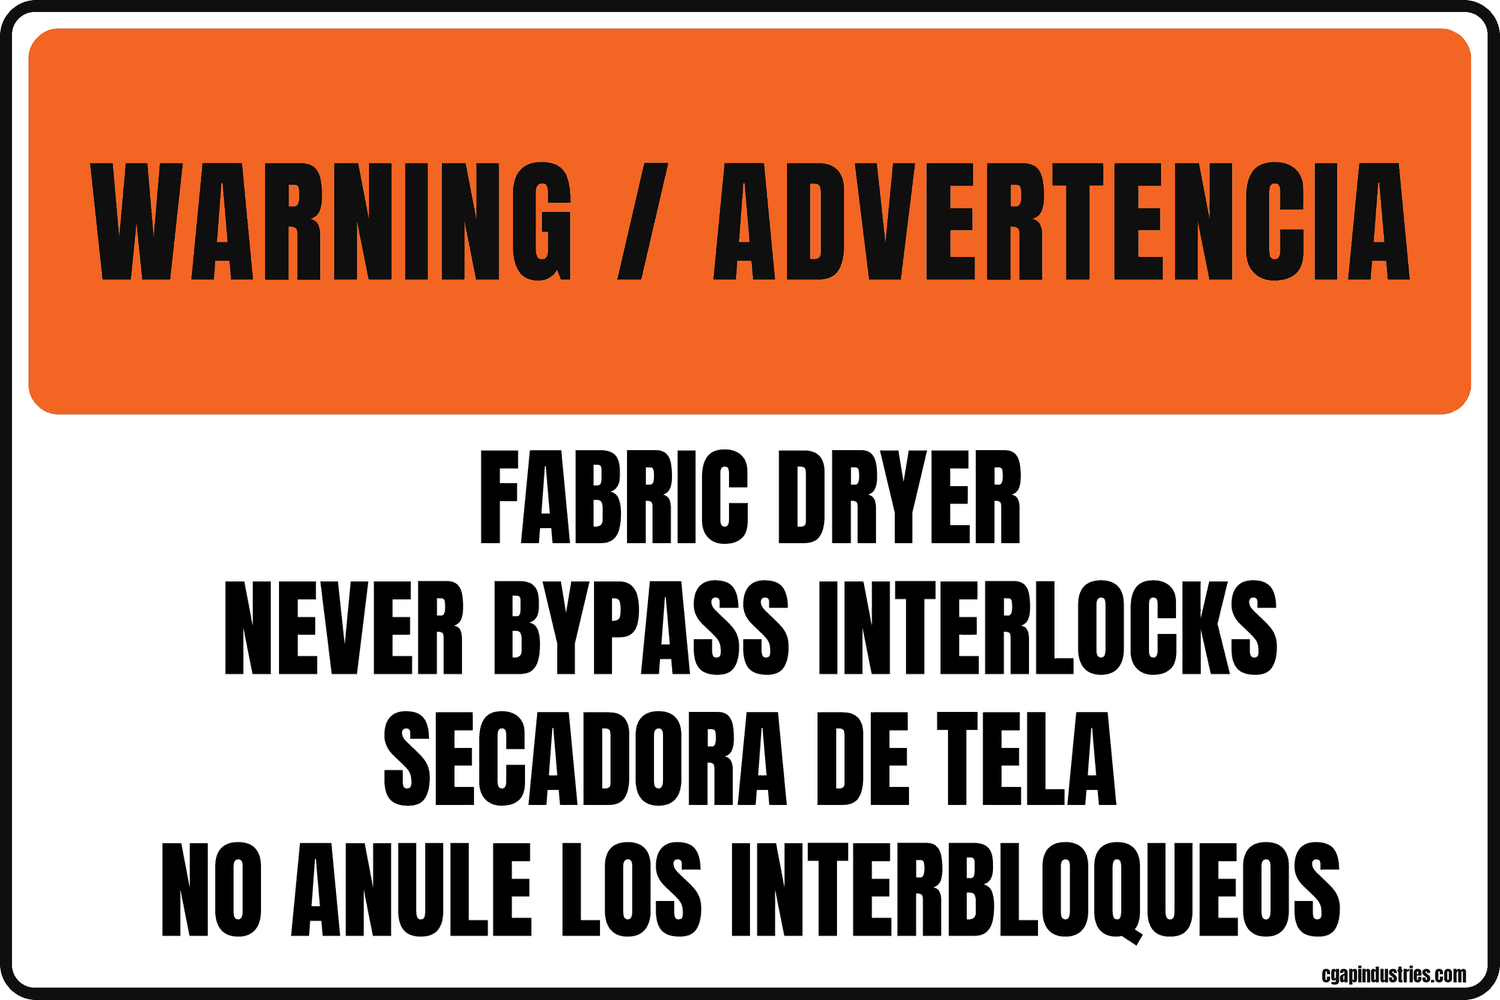 WARNING / ADVERTENCIA
FABRIC DRYER
NEVER BYPASS INTERLOCKS
SECADORA DE TELA
NO ANULE LOS INTERBLOQUEOS
cgapindustries.com